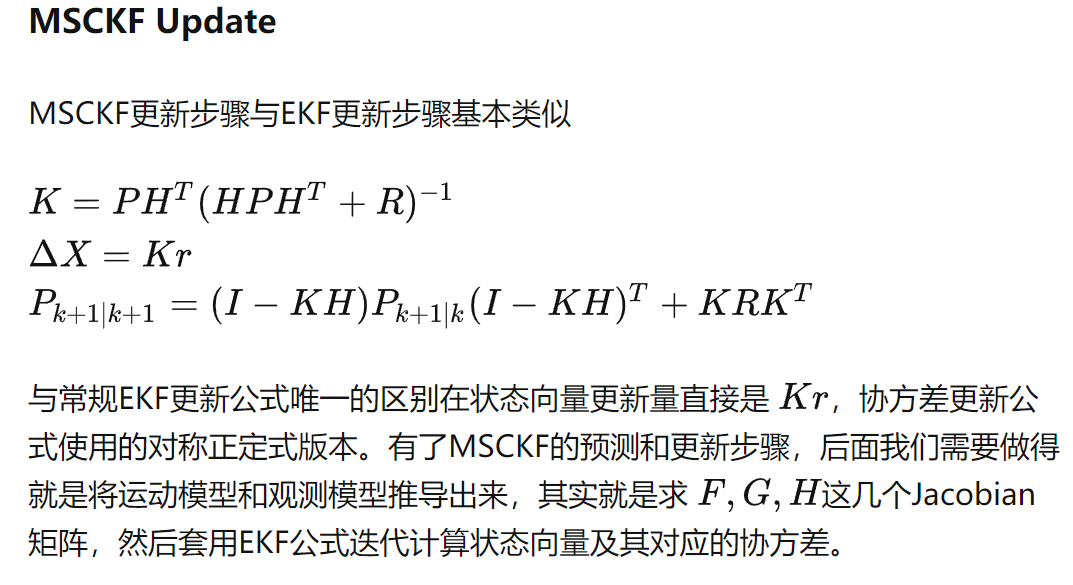 MSCKF Update
MSCKF更新步骤与EKF更新步骤基本类似
K = PH^T(HPH^T + R)^{-1}
ΔX = Kr
P_{k+1|k+1} = (I − KH)P_{k+1|k}(I − KH)^T + KRK^T
与常规EKF更新公式唯一的区别在状态向量更新量直接是 Kr，协方差更新公
式使用的对称正定式版本。有了MSCKF的预测和更新步骤，后面我们需要做得
就是将运动模型和观测模型推导出来，其实就是求 F, G, H这几个Jacobian
矩阵，然后套用EKF公式迭代计算状态向量及其对应的协方差。